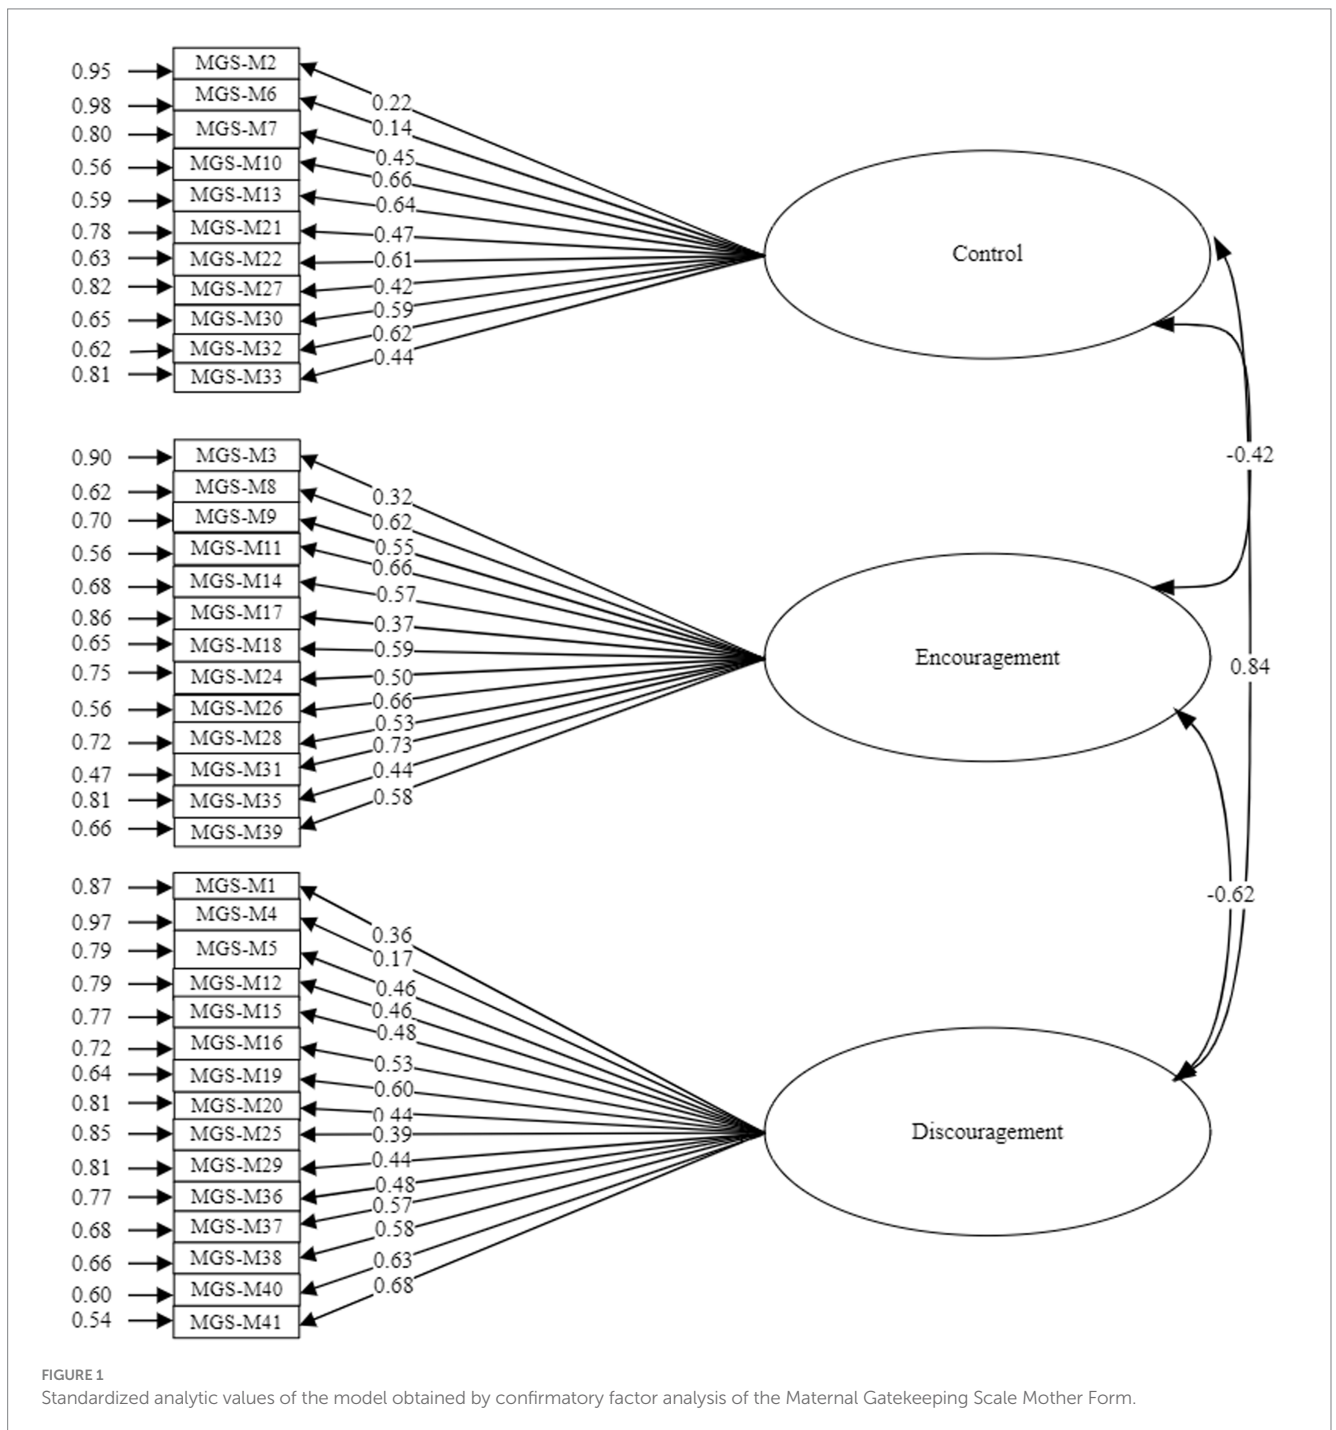 0.95 MGS-M2 0.22
0.98 MGS-M6 0.14
0.80 MGS-M7 0.45
0.56 MGS-M10 0.66
0.59 MGS-M13 0.64
0.78 MGS-M21 0.47
0.63 MGS-M22 0.61
0.82 MGS-M27 0.42
0.65 MGS-M30 0.59
0.62 MGS-M32 0.62
0.81 MGS-M33 0.44
Control
-0.42
0.90 MGS-M3 0.32
0.62 MGS-M8 0.62
0.70 MGS-M9 0.55
0.56 MGS-M11 0.66
0.68 MGS-M14 0.57
0.86 MGS-M17 0.37
0.65 MGS-M18 0.59
0.75 MGS-M24 0.50
0.56 MGS-M26 0.66
0.72 MGS-M28 0.53
0.47 MGS-M31 0.73
0.81 MGS-M35 0.44
0.66 MGS-M39 0.58
Encouragement
0.84
-0.62
0.87 MGS-M1 0.36
0.97 MGS-M4 0.17
0.79 MGS-M5 0.46
0.79 MGS-M12 0.46
0.77 MGS-M15 0.48
0.72 MGS-M16 0.53
0.64 MGS-M19 0.60
0.81 MGS-M20 0.44
0.85 MGS-M25 0.39
0.81 MGS-M29 0.44
0.77 MGS-M36 0.48
0.68 MGS-M37 0.57
0.66 MGS-M38 0.58
0.60 MGS-M40 0.63
0.54 MGS-M41 0.68
Discouragement
FIGURE 1
Standardized analytic values of the model obtained by confirmatory factor analysis of the Maternal Gatekeeping Scale Mother Form.